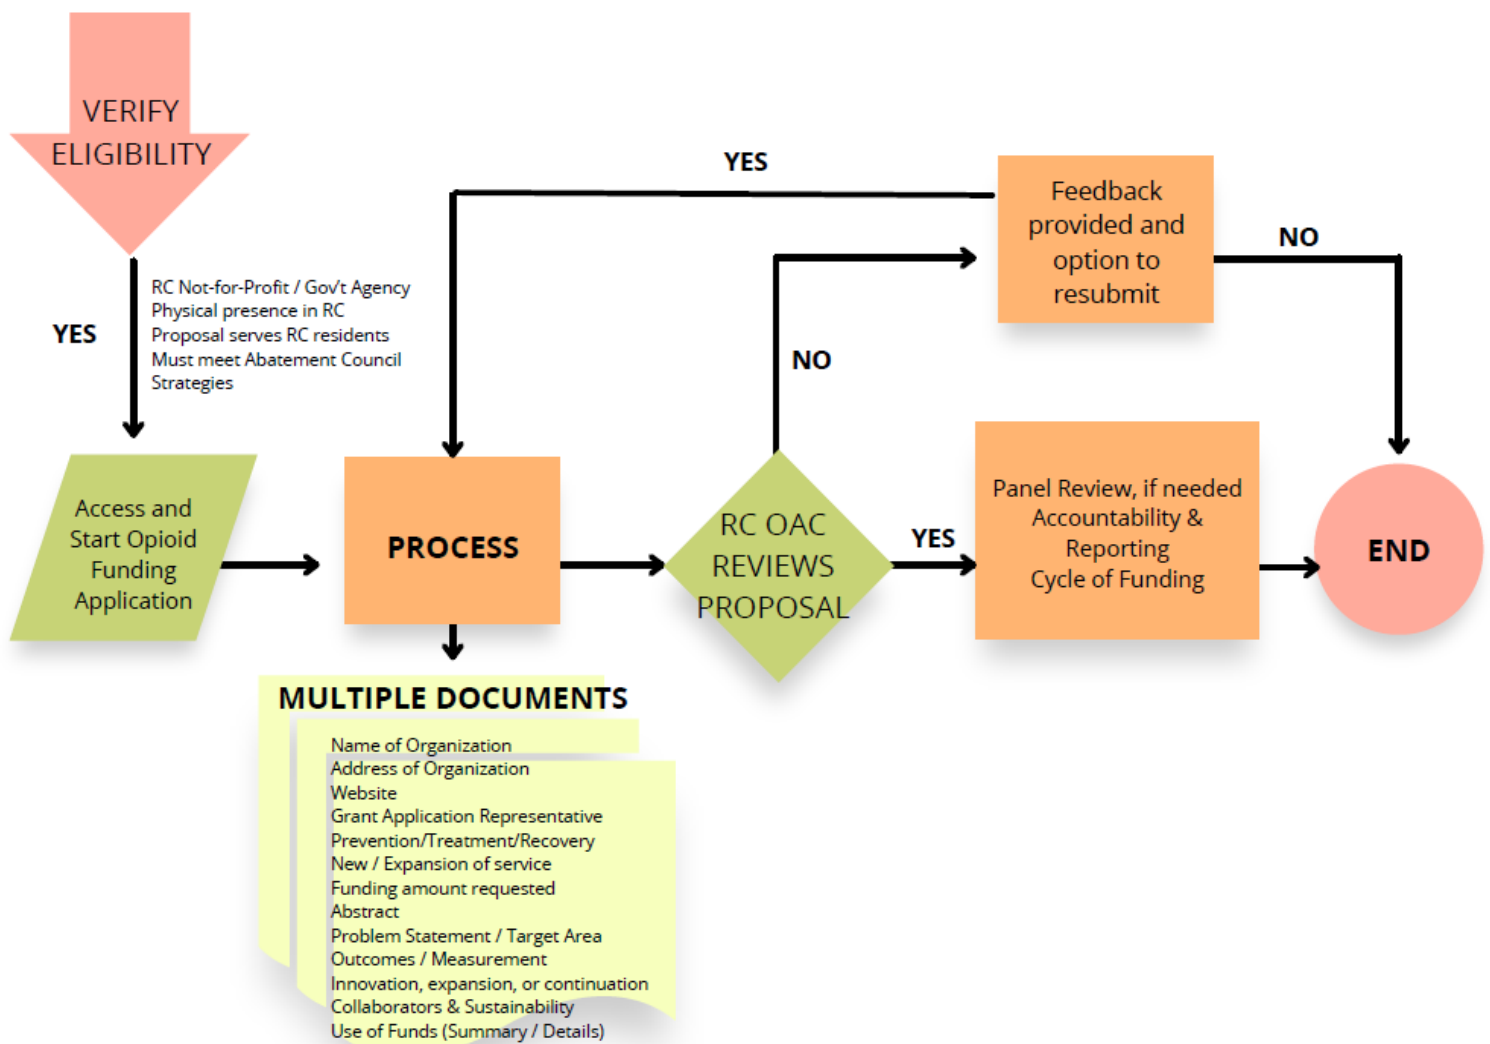 VERIFY
ELIGIBILITY
YES
RC Not-for-Profit / Gov't Agency
Physical presence in RC
Proposal serves RC residents
Must meet Abatement Council
Strategies
Access and
Start Opioid
Funding
Application
PROCESS
MULTIPLE DOCUMENTS
Name of Organization
Address of Organization
Website
Grant Application Representative
Prevention/Treatment/Recovery
New / Expansion of service
Funding amount requested
Abstract
Problem Statement / Target Area
Outcomes / Measurement
Innovation, expansion, or continuation
Collaborators & Sustainability
Use of Funds (Summary / Details)
RC OAC
REVIEWS
PROPOSAL
NO
YES
Feedback
provided and
option to
resubmit
YES
NO
Panel Review, if needed
Accountability &
Reporting
Cycle of Funding
END